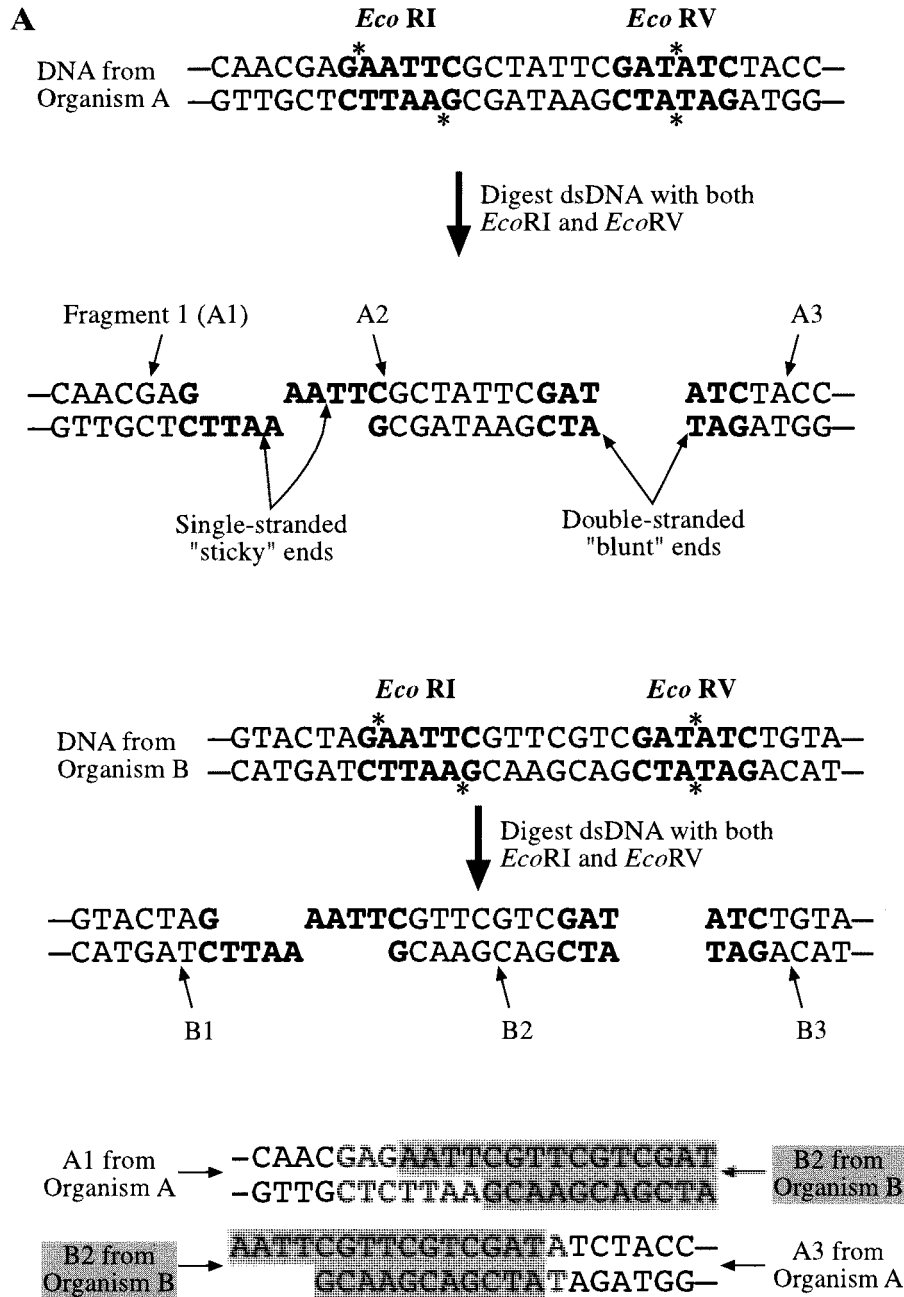 A
Eco RI Eco RV
*
*
DNA from
Organism A
—CAACGAGAATTCGCTATTCGATATCTACC—
—GTTGCTCTTAAGCGATAAGCTATAGATGG—
*
*
Digest dsDNA with both
EcoRI and EcoRV
Fragment 1 (A1) A2 A3
—CAACGAG AATTCGCTATTCGAT ATCTACC—
—GTTGCTCTTAA GCGATAAGCTA TAGATGG—
Single-stranded
"sticky" ends
Double-stranded
"blunt" ends
Eco RI Eco RV
*
*
DNA from
Organism B
—GTACTAGAATTCGTTCGTCGATATCTGTA—
—CATGATCTTAAGCAAGCAGCTATAGACAT—
*
*
Digest dsDNA with both
EcoRI and EcoRV
—GTACTAG AATTCGTTCGTCGAT ATCTGTA—
—CATGATCTTAA GCAAGCAGCTA TAGACAT—
B1 B2 B3
A1 from
Organism A
-CAACGAGAATTCGTTCGTCGAT
-GTTGCTCTTAAGCAAGCAGCTA
B2 from
Organism B
B2 from
Organism B
AATTCGTTCGTCGATATCTACC—
GCAAGCAGCTATAGATGG—
A3 from
Organism A